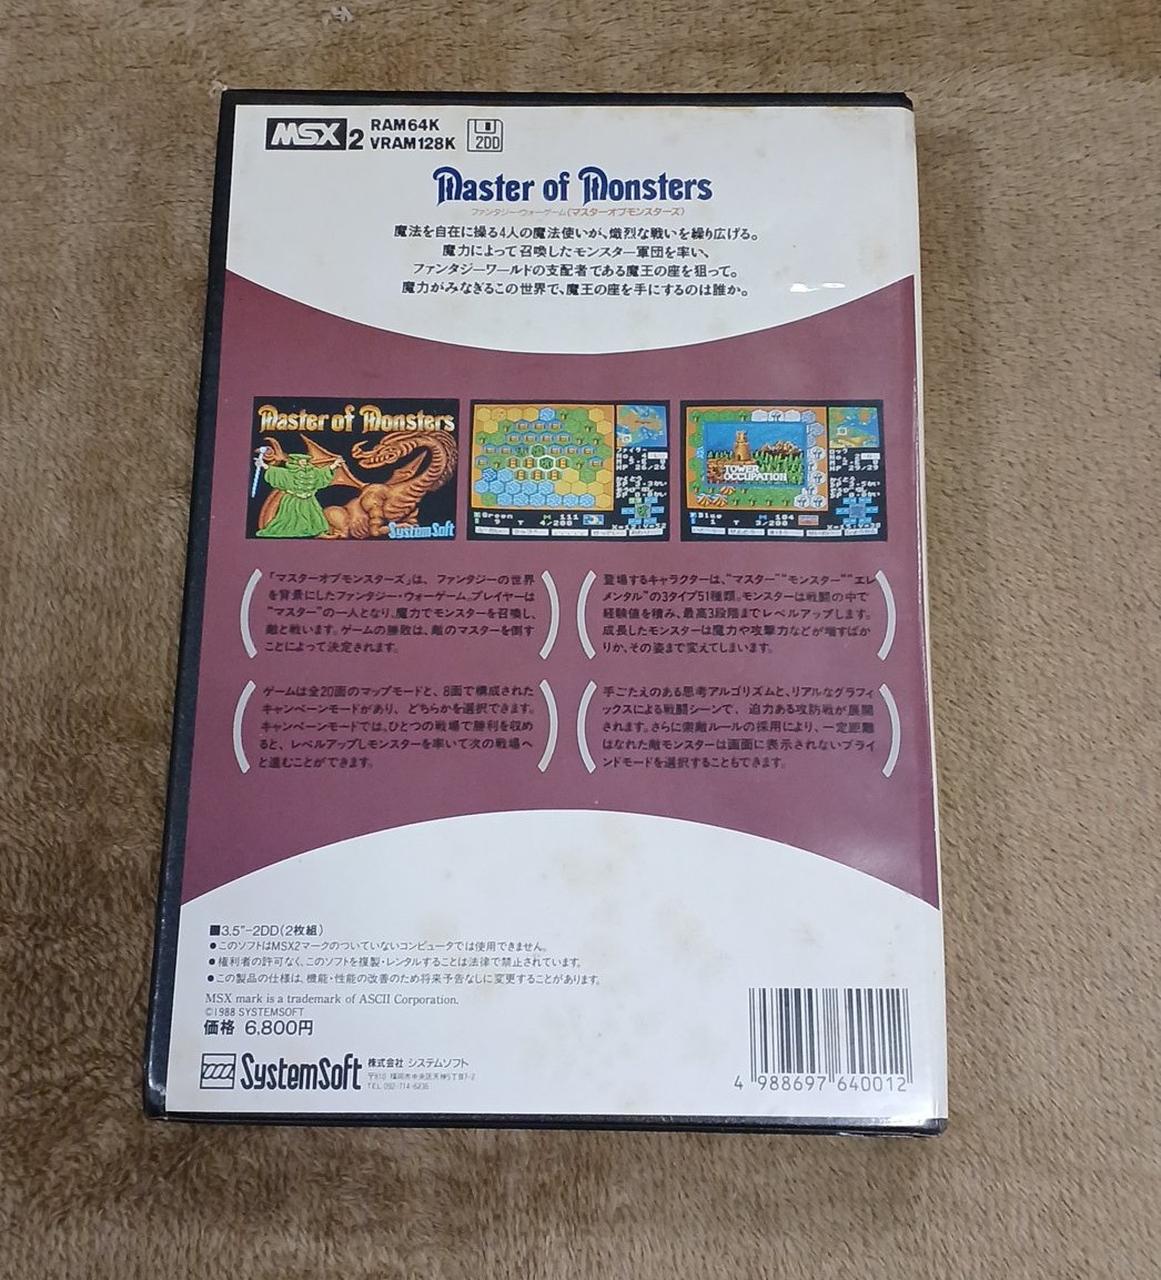 MSX 2 RAM64K
VRAM128K
2DD
Master of Monsters
ファンタジーウォーゲーム(マスターオブモンスターズ)
魔法を自在に操る4人の魔法使いが、熾烈な戦いを繰り広げる。
魔力によって召喚したモンスター軍団を率い、
ファンタジーワールドの支配者である魔王の座を狙って。
魔力がみなぎるこの世界で、魔王の座を手にするのは誰か。
Master of Monsters
SystemSoft
Green
111
9
4/200
TOWER
OCCUPATION
Blue
104
1
3/200
「マスターオブモンスターズ」は、ファンタジーの世界
を背景にしたファンタジー・ウォーゲーム。プレイヤーは
"マスター"の一人となり、魔力でモンスターを召喚し、
敵と戦います。ゲームの勝敗は、敵のマスターを倒す
ことによって決定されます。
登場するキャラクターは、"マスター""モンスター""エレ
メンタル"の3タイプ51種類。モンスターは戦闘の中で
経験値を積み、最高3段階までレベルアップします。
成長したモンスターは魔力や攻撃力などが増すばか
りか、その姿まで変えてしまいます。
ゲームは全20面のマップモードと、8面で構成された
キャンペーンモードがあり、どちらかを選択できます。
キャンペーンモードでは、ひとつの戦場で勝利を収め
ると、レベルアップしモンスターを率いて次の戦場へ
と進むことができます。
手ごたえのある思考アルゴリズムと、リアルなグラフィ
ックスによる戦闘シーンで、迫力ある攻防戦が展開
されます。さらに索敵ルールの採用により、一定距離
はなれた敵モンスターは画面に表示されないブライ
ンドモードを選択することもできます。
■3.5"-2DD(2枚組)
●このソフトはMSX2マークのついていないコンピュータでは使用できません。
●権利者の許可なく、このソフトを複製・レンタルすることは法律で禁止されています。
●この製品の仕様は、機能・性能の改善のため将来予告なしに変更することがあります。
MSX mark is a trademark of ASCII Corporation.
©1988 SYSTEMSOFT
価格 6,800円
SystemSoft 株式会社 システムソフト
〒810 福岡市中央区天神5丁目7-2
TEL 092-714-6236
4 988697 640012